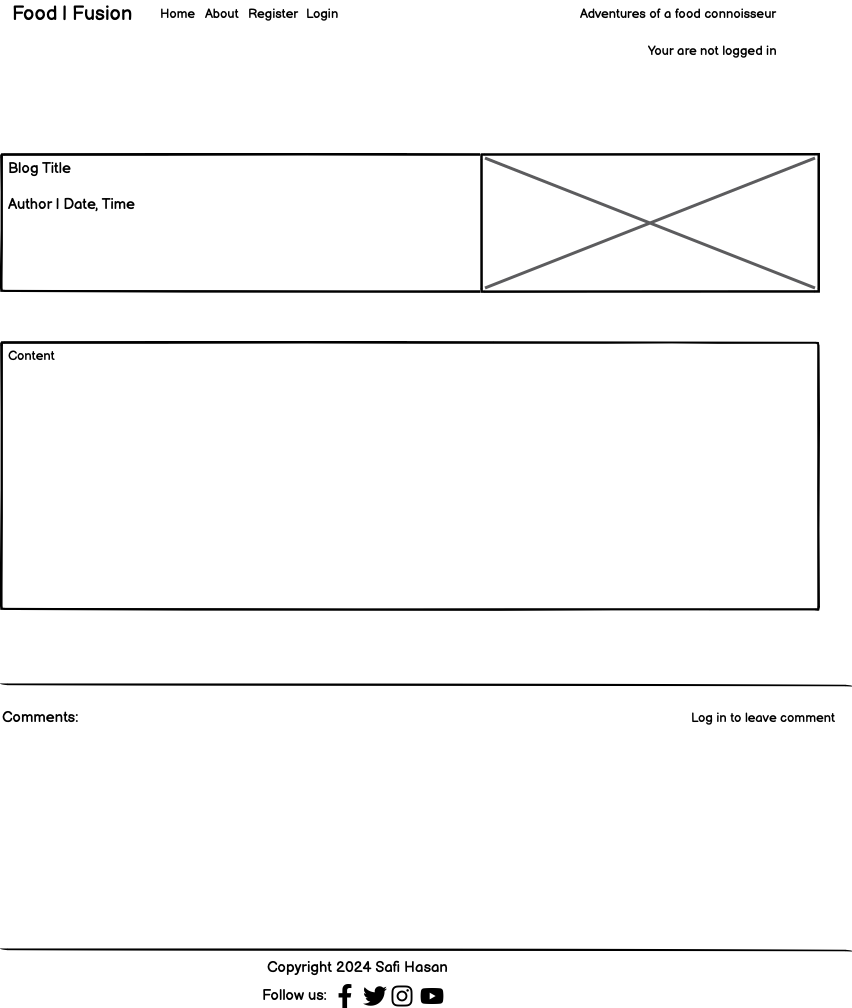 Food | Fusion Home About Register Login Adventures of a food connoisseur
Your are not logged in
Blog Title
Author | Date, Time
Content
Comments: Log in to leave comment
Copyright 2024 Safi Hasan
Follow us: